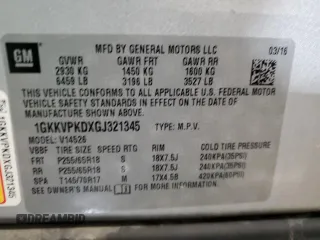 GM
MFD BY GENERAL MOTORS LLC
03/16
GVWR GAWR FRT GAWR RR
2930 KG 1450 KG 1600 KG
6459 LB 3196 LB 3527 LB
THIS VEHICLE CONFORMS TO ALL APPLICABLE U.S. FEDERAL MOTOR VEHICLE SAFETY AND THEFT PREVENTION STANDARDS IN EFFECT ON THE DATE OF MANUFACTURE SHOWN ABOVE.
1GKKVPKDXGJ321345 TYPE: M.P.V.
V14526
TIRE SIZE SPEED RTG RIM COLD TIRE PRESSURE
FRT P255/65R18 S 18X7.5J 240KPA(35PSI)
RR P255/65R18 S 18X7.5J 240KPA(35PSI)
SPA T145/70R17 M 17X4.5B 420KPA(60PSI)
SEE OWNER'S MANUAL FOR
1GKKVPKDXGJ321345